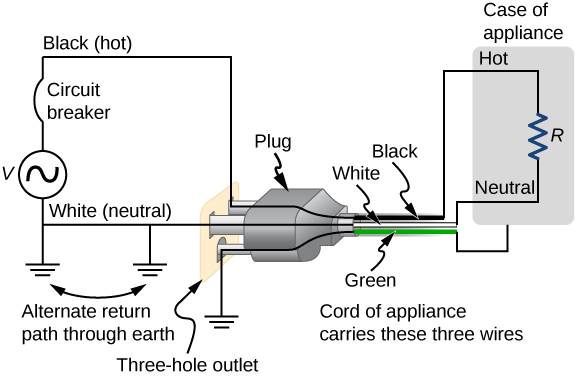 Case of
appliance
Black (hot)
Hot
Circuit
breaker
Plug
R
Black
White
V
Neutral
White (neutral)
Green
Alternate return
path through earth
Cord of appliance
carries these three wires
Three-hole outlet